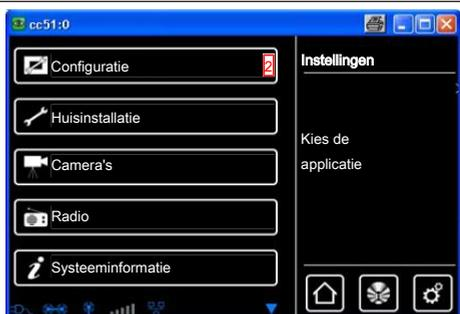 cc51:0
Configuratie 2
Huisinstallatie
Camera's
Radio
Systeeminformatie
Instellingen
Kies de
applicatie